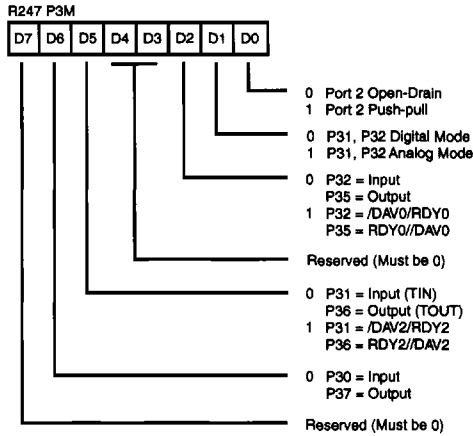 R247 P3M
D7 D6 D5 D4 D3 D2 D1 D0
0 Port 2 Open-Drain
1 Port 2 Push-pull
0 P31, P32 Digital Mode
1 P31, P32 Analog Mode
0 P32 = Input
P35 = Output
1 P32 = /DAV0/RDY0
P35 = RDY0//DAV0
Reserved (Must be 0)
0 P31 = Input (TIN)
P36 = Output (TOUT)
1 P31 = /DAV2/RDY2
P36 = RDY2//DAV2
0 P30 = Input
P37 = Output
Reserved (Must be 0)